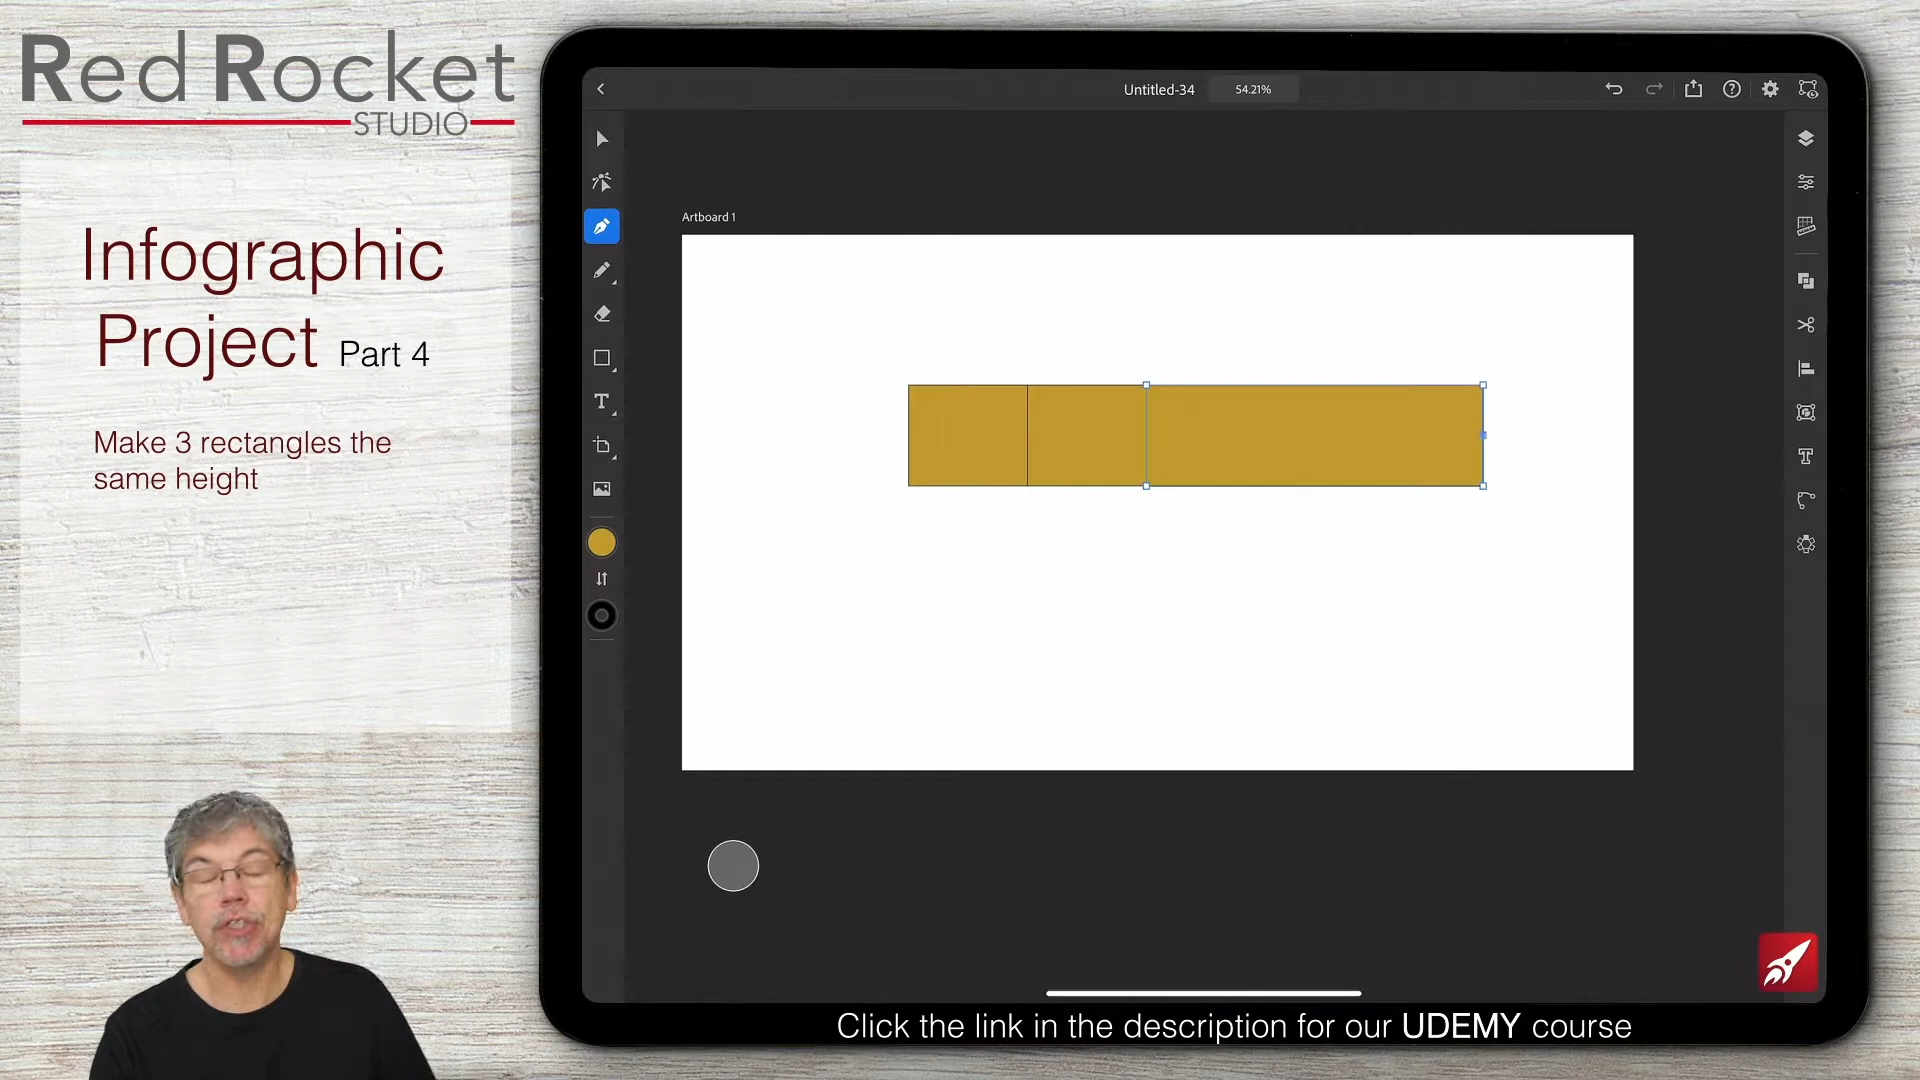 Red Rocket
STUDIO
Infographic
Project Part 4
Make 3 rectangles the
same height
Untitled-34
54.21%
Artboard 1
Click the link in the description for our UDEMY course